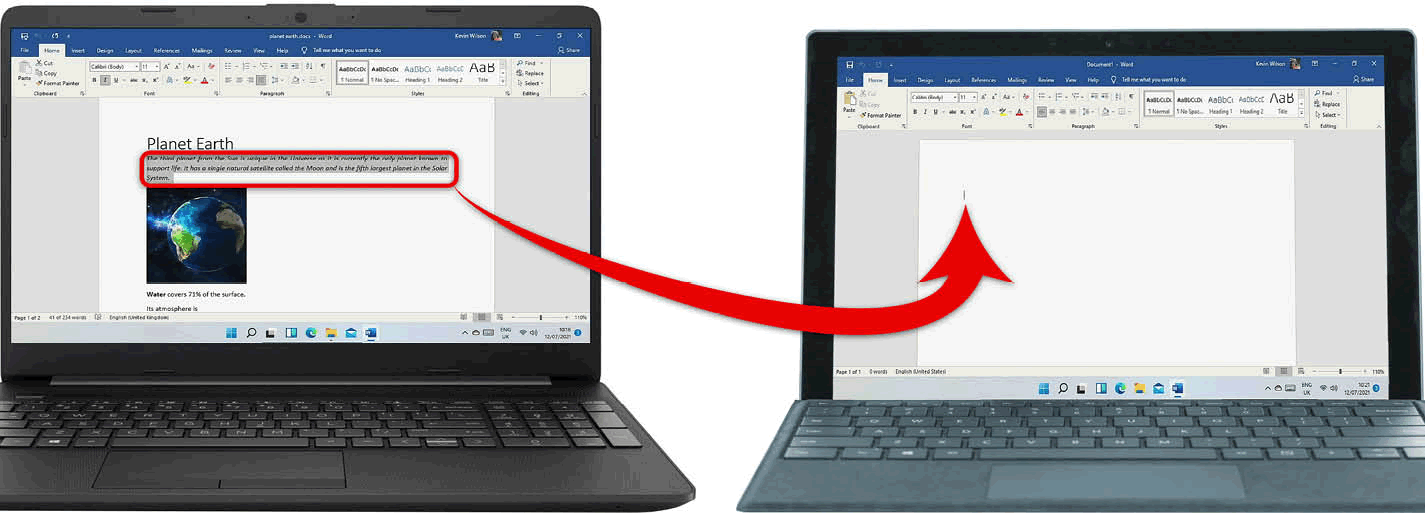 planet earth.docx - Word
Kevin Wilson
File Home Insert Design Layout References Mailings Review View Help Tell me what you want to do
Share
Cut
Copy
Format Painter
Paste
Clipboard
Calibri (Body) 11
Font
Paragraph
AaBbCcDc AaBbCcDc AaBbCc AaBbCcC AaB
¶ Normal ¶ No Spac... Heading 1 Heading 2 Title
Styles
Find
Replace
Select
Editing
Planet Earth
The third planet from the Sun is unique in the Universe as it is currently the only planet known to
support life. It has a single natural satellite called the Moon and is the fifth largest planet in the Solar
System.
Water covers 71% of the surface.
Its atmosphere is
Page 1 of 2 41 of 234 words English (United Kingdom)
110%
ENG
UK
10:16
12/07/2021
Document1 - Word
Kevin Wilson
File Home Insert Design Layout References Mailings Review View Help Tell me what you want to do
Share
Cut
Copy
Format Painter
Paste
Clipboard
Calibri (Body) 11
Font
Paragraph
AaBbCcDc AaBbCcDc AaBbCc AaBbCcC AaB
¶ Normal ¶ No Spac... Heading 1 Heading 2 Title
Styles
Find
Replace
Select
Editing
Page 1 of 1 0 words English (United States)
110%
ENG
UK
10:21
12/07/2021